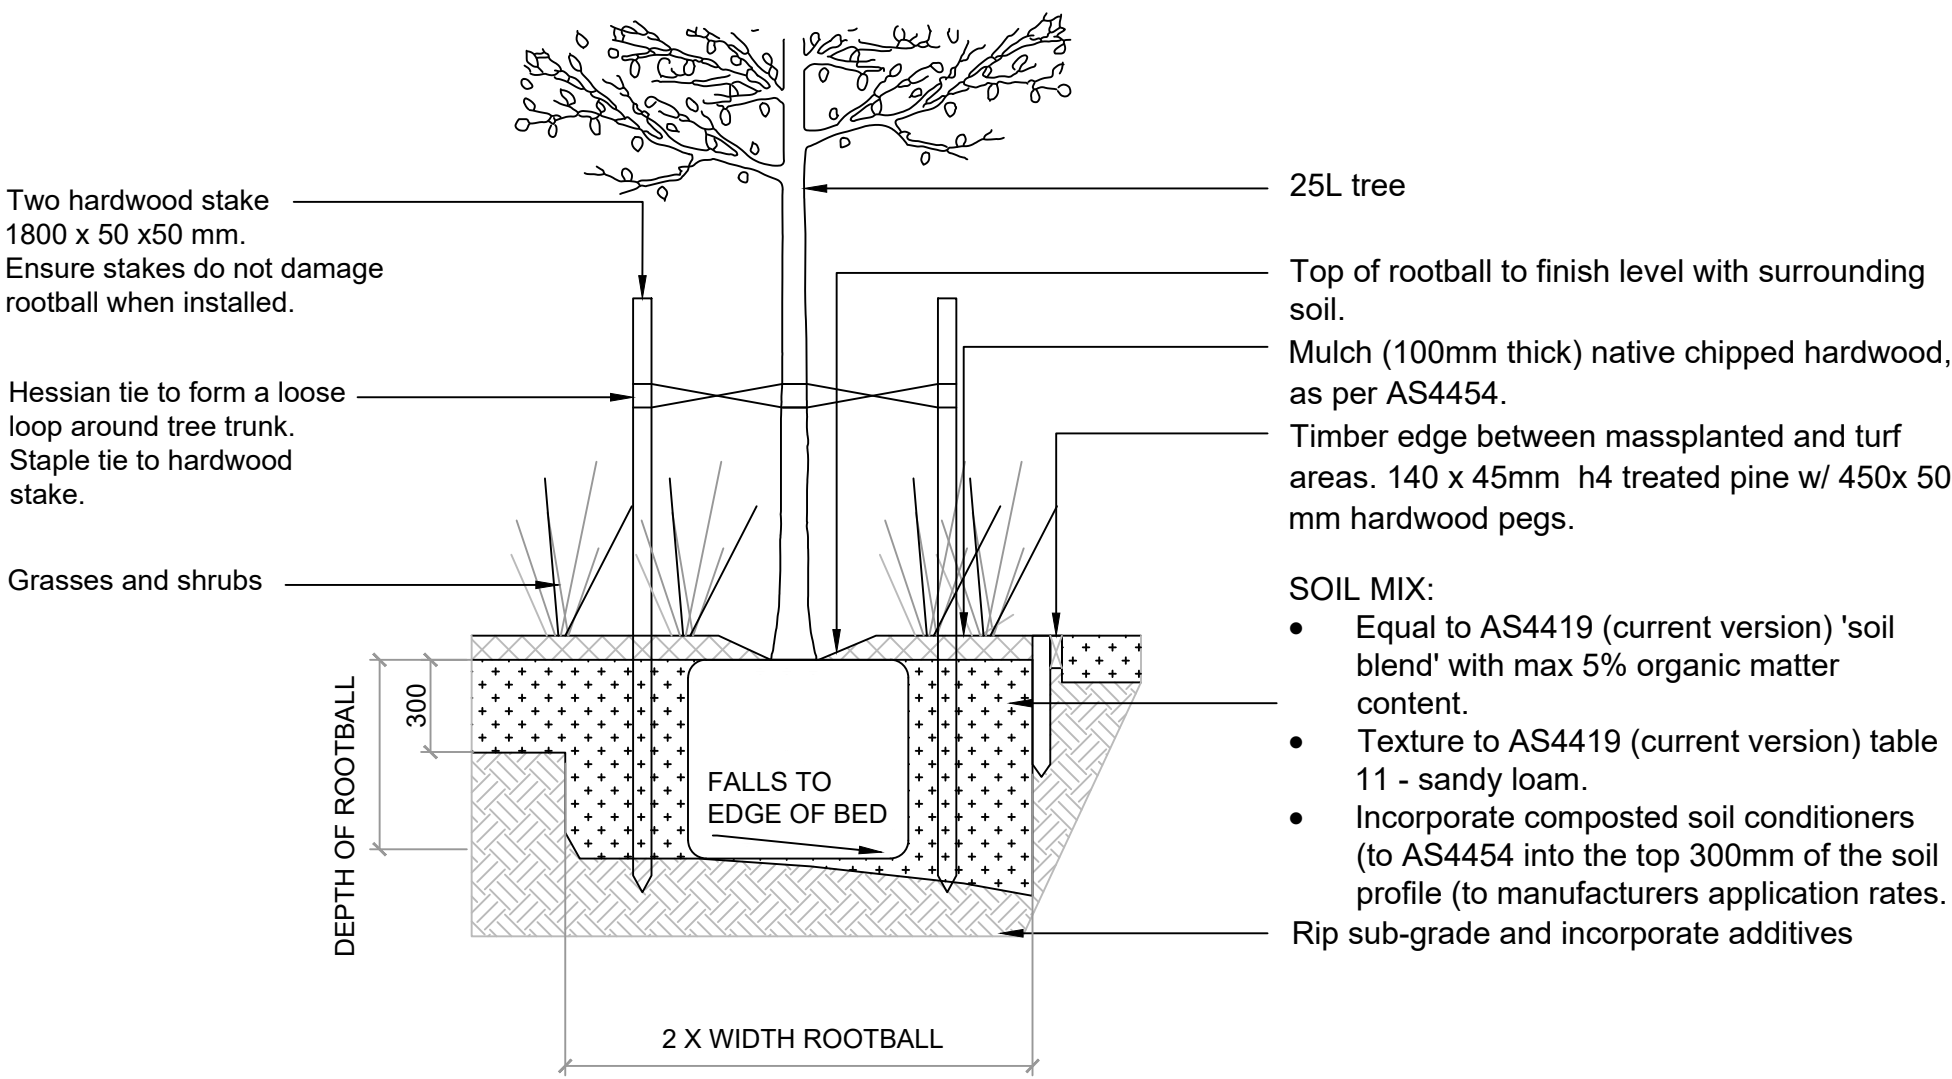 Two hardwood stake
1800 x 50 x50 mm.
Ensure stakes do not damage
rootball when installed.
Hessian tie to form a loose
loop around tree trunk.
Staple tie to hardwood
stake.
Grasses and shrubs
25L tree
Top of rootball to finish level with surrounding
soil.
Mulch (100mm thick) native chipped hardwood,
as per AS4454.
Timber edge between massplanted and turf
areas. 140 x 45mm  h4 treated pine w/ 450x 50
mm hardwood pegs.
SOIL MIX:
• Equal to AS4419 (current version) 'soil
blend' with max 5% organic matter
content.
• Texture to AS4419 (current version) table
11 - sandy loam.
• Incorporate composted soil conditioners
(to AS4454 into the top 300mm of the soil
profile (to manufacturers application rates.
Rip sub-grade and incorporate additives
DEPTH OF ROOTBALL
300
FALLS TO
EDGE OF BED
2 X WIDTH ROOTBALL